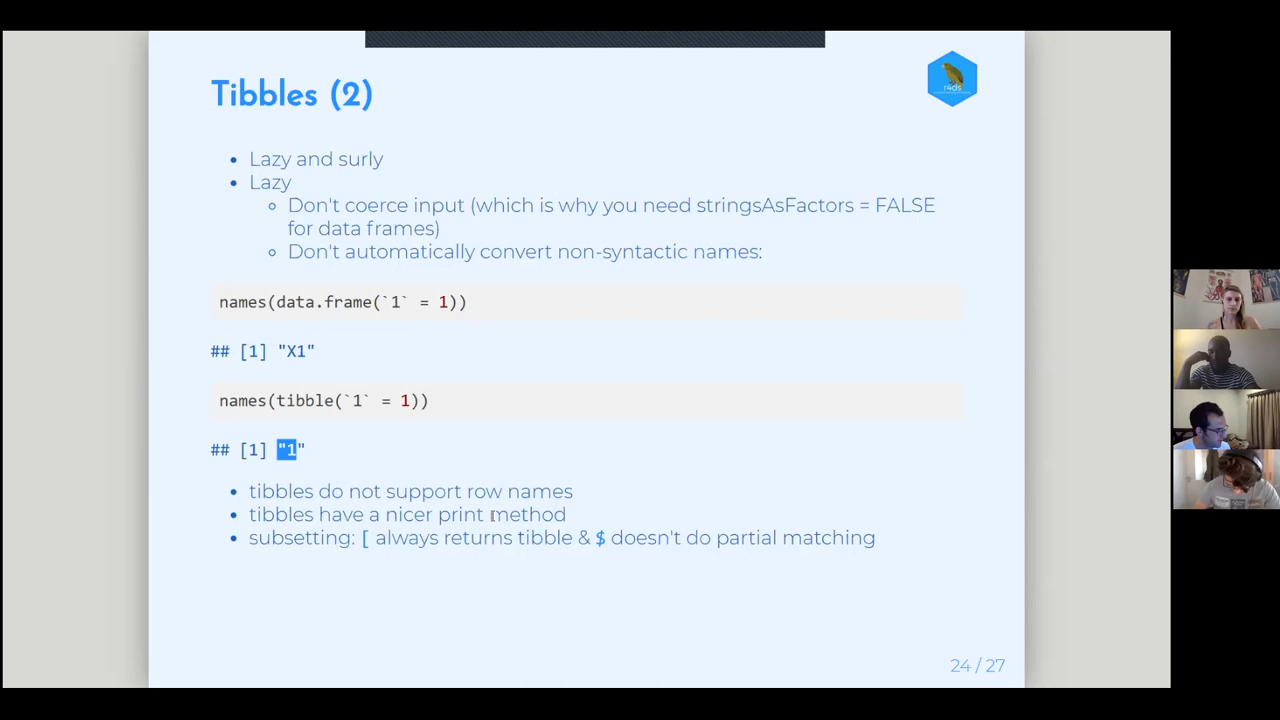 Tibbles (2)
r4ds
• Lazy and surly
• Lazy
◦ Don't coerce input (which is why you need stringsAsFactors = FALSE
for data frames)
◦ Don't automatically convert non-syntactic names:
names(data.frame(`1` = 1))
## [1] "X1"
names(tibble(`1` = 1))
## [1] "1"
• tibbles do not support row names
• tibbles have a nicer print method
• subsetting: [ always returns tibble & $ doesn't do partial matching
24 / 27